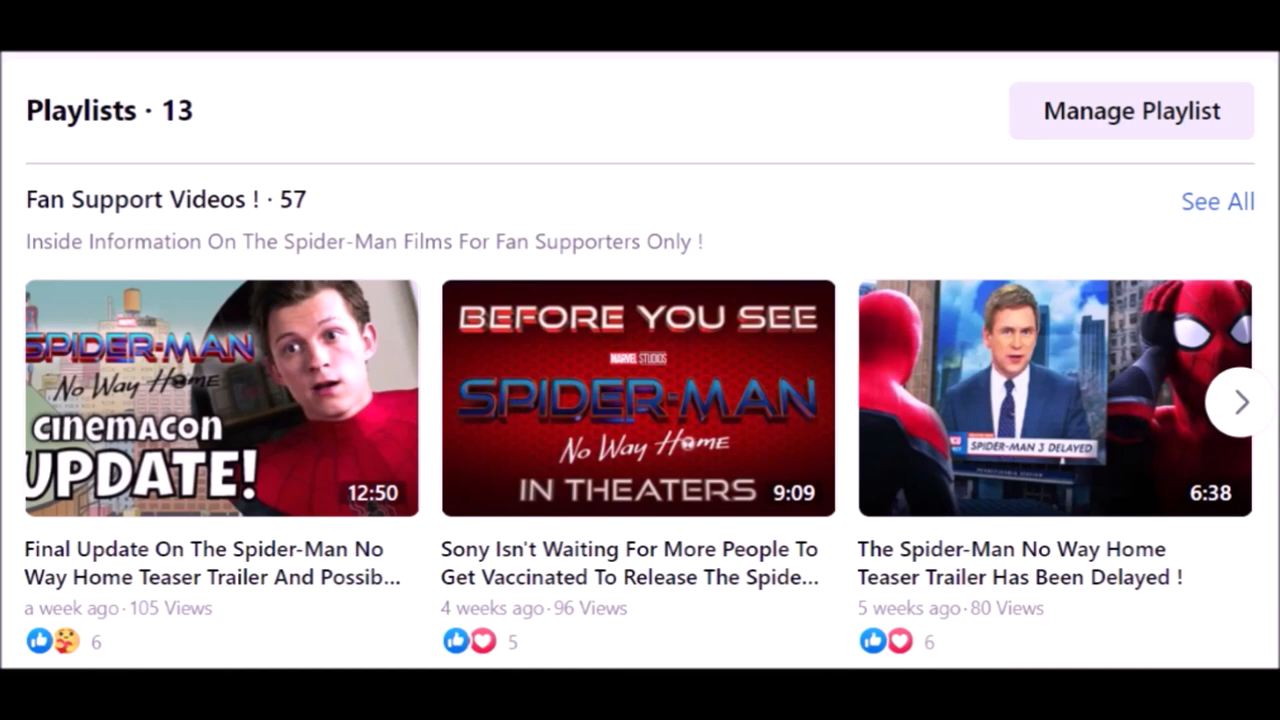 Playlists · 13
Manage Playlist
Fan Support Videos ! · 57
See All
Inside Information On The Spider-Man Films For Fan Supporters Only !
MARVEL
SPIDER-MAN
No Way Home
CINEMACON
UPDATE!
12:50
BEFORE YOU SEE
MARVEL STUDIOS
SPIDER-MAN
No Way Home
IN THEATERS
9:09
SPIDER-MAN 3 DELAYED
6:38
Final Update On The Spider-Man No
Way Home Teaser Trailer And Possib...
a week ago · 105 Views
6
Sony Isn't Waiting For More People To
Get Vaccinated To Release The Spide...
4 weeks ago · 96 Views
5
The Spider-Man No Way Home
Teaser Trailer Has Been Delayed !
5 weeks ago · 80 Views
6